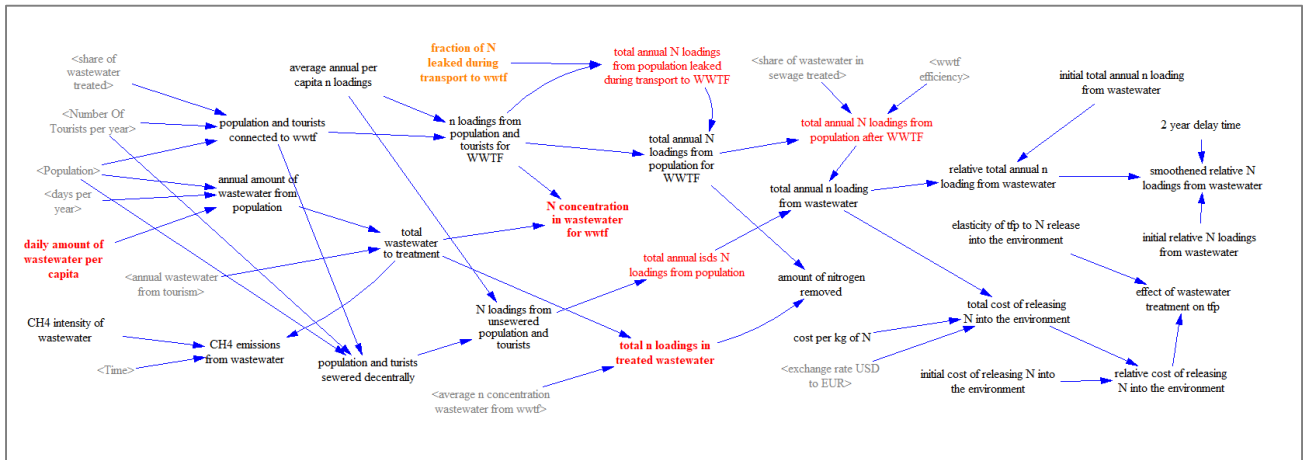 <share of
wastewater
treated>
<Number Of
Tourists per year>
<Population>
<days per
year>
daily amount of
wastewater per
capita
<annual wastewater
from tourism>
CH4 intensity of
wastewater
<Time>
average annual per
capita n loadings
population and tourists
connected to wwtf
annual amount of
wastewater from
population
total
wastewater
to treatment
CH4 emissions
from wastewater
population and turists
sewered decentrally
fraction of N
leaked during
transport to wwtf
n loadings from
population and
tourists for
WWTF
N concentration
in wastewater
for wwtf
N loadings from
unsewered
population and
tourists
<average n concentration
wastewater from wwtf>
total annual N loadings
from population leaked
during transport to WWTF
total annual N
loadings from
population for
WWTF
total annual isds N
loadings from population
total n loadings in
treated wastewater
<share of wastewater in
sewage treated>
<wwtf
efficiency>
total annual N loadings from
population after WWTF
total annual n loading
from wastewater
amount of nitrogen
removed
cost per kg of N
<exchange rate USD
to EUR>
initial total annual n loading
from wastewater
relative total annual n
loading from wastewater
elasticity of tfp to N release
into the environment
total cost of releasing
N into the environment
initial cost of releasing N into
the environment
2 year delay time
smoothened relative N
loadings from wastewater
initial relative N loadings
from wastewater
effect of wastewater
treatment on tfp
relative cost of releasing
N into the environment